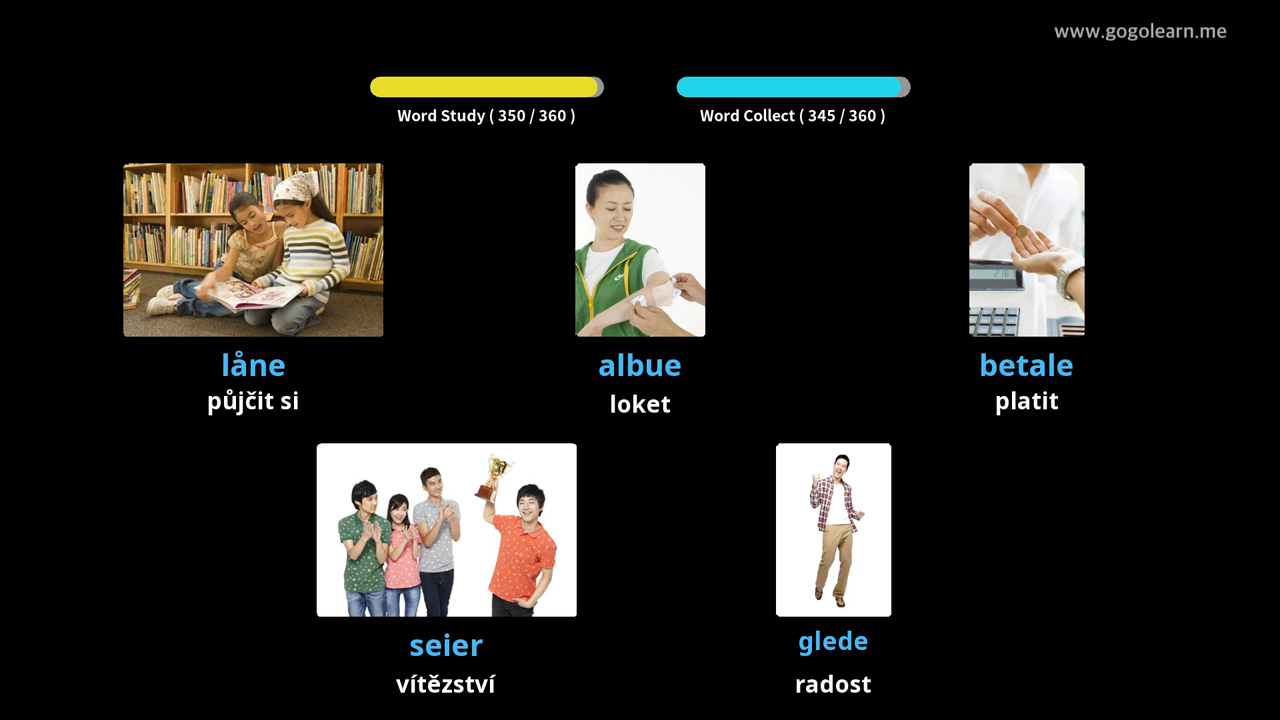 www.gogolearn.me
Word Study ( 350 / 360 )
Word Collect ( 345 / 360 )
låne
albue
betale
půjčit si
loket
platit
seier
glede
vítězství
radost